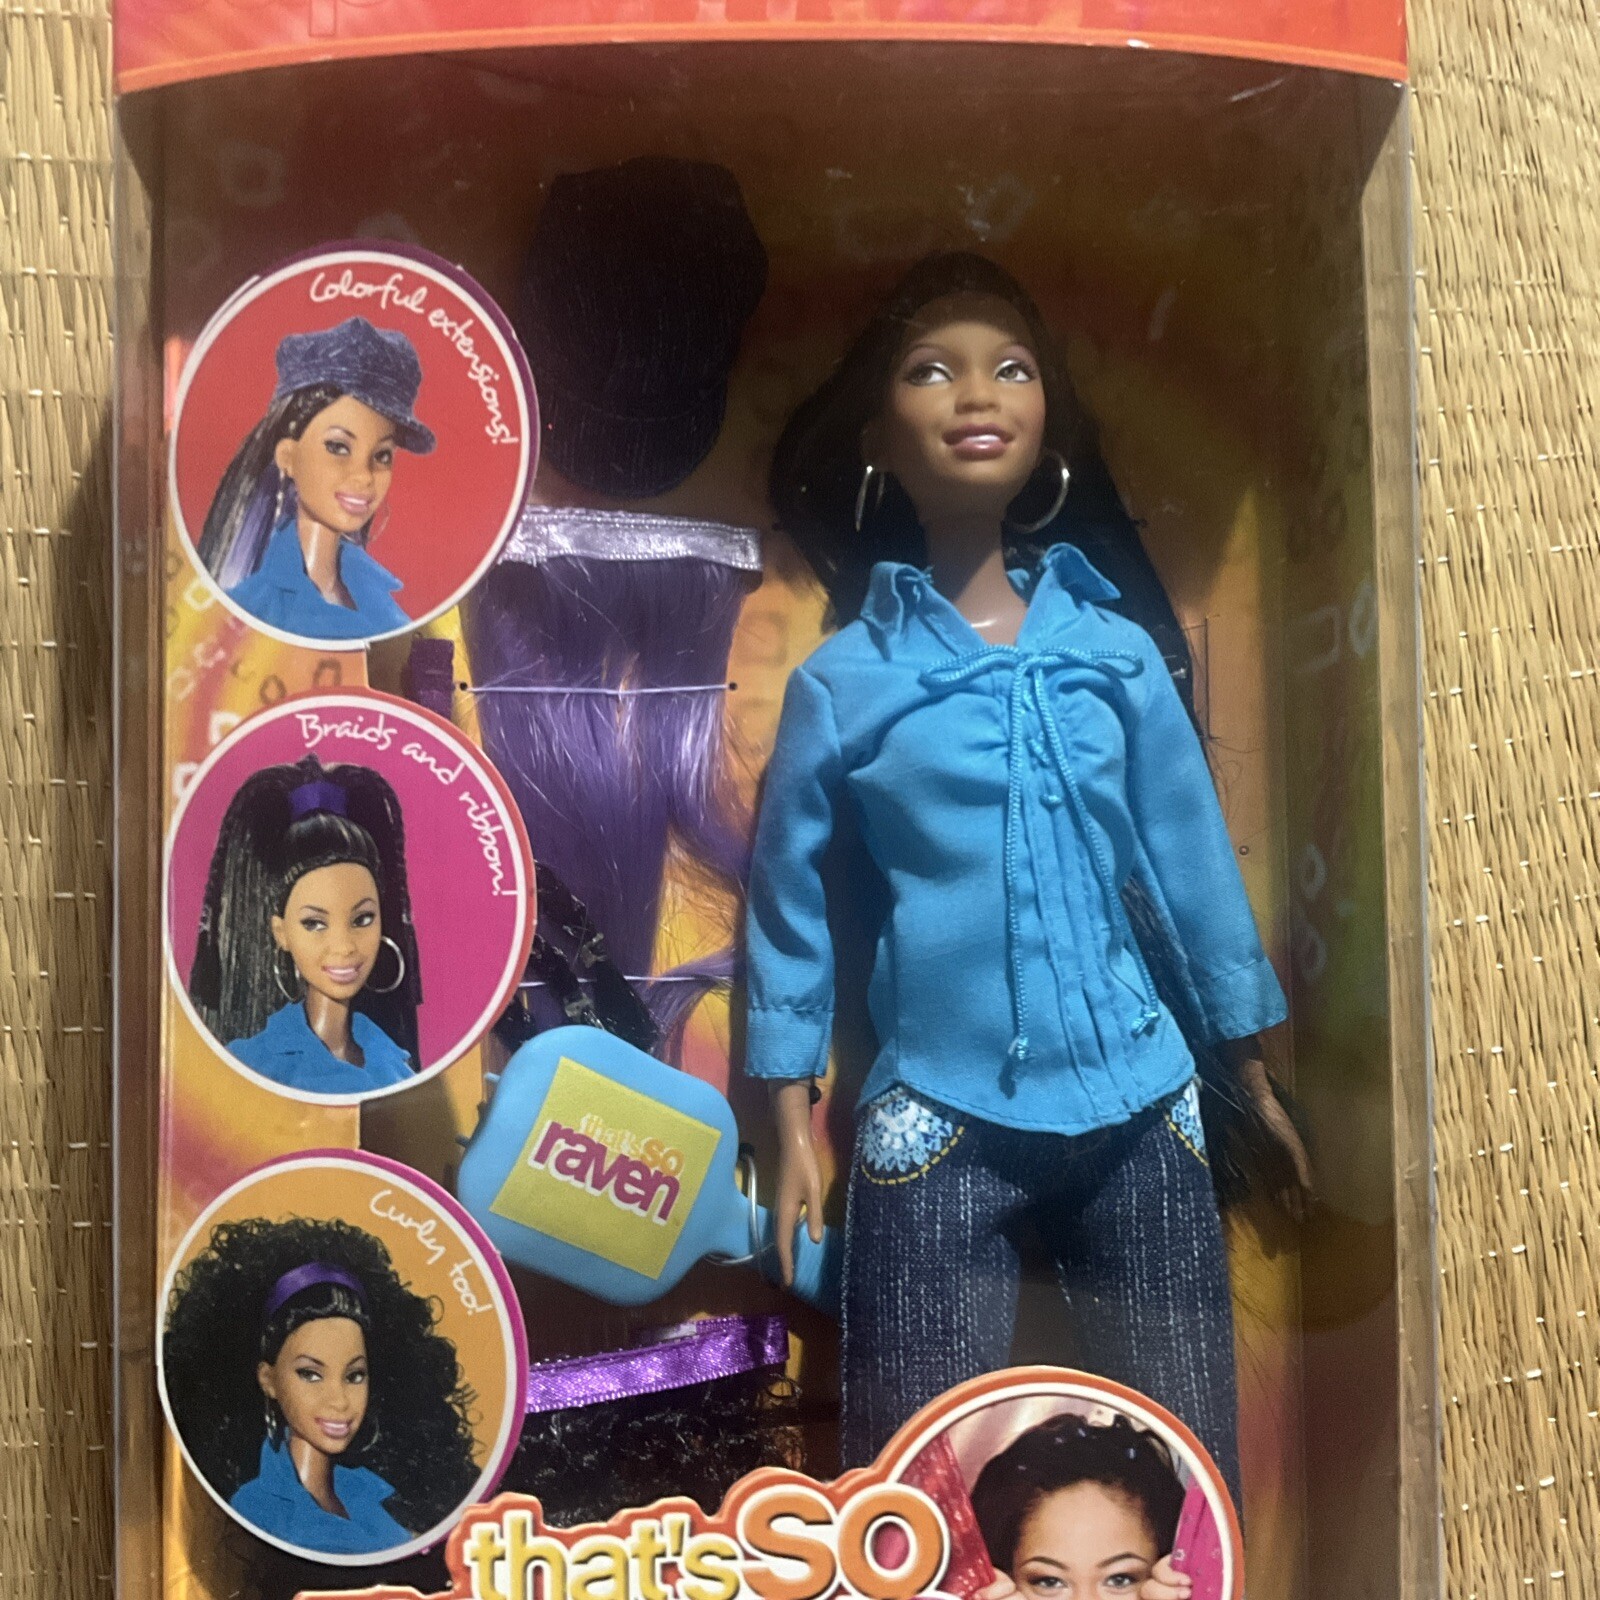 Colorful extensions!
Braids and ribbon!
that's so
raven
Curly too!
that's so